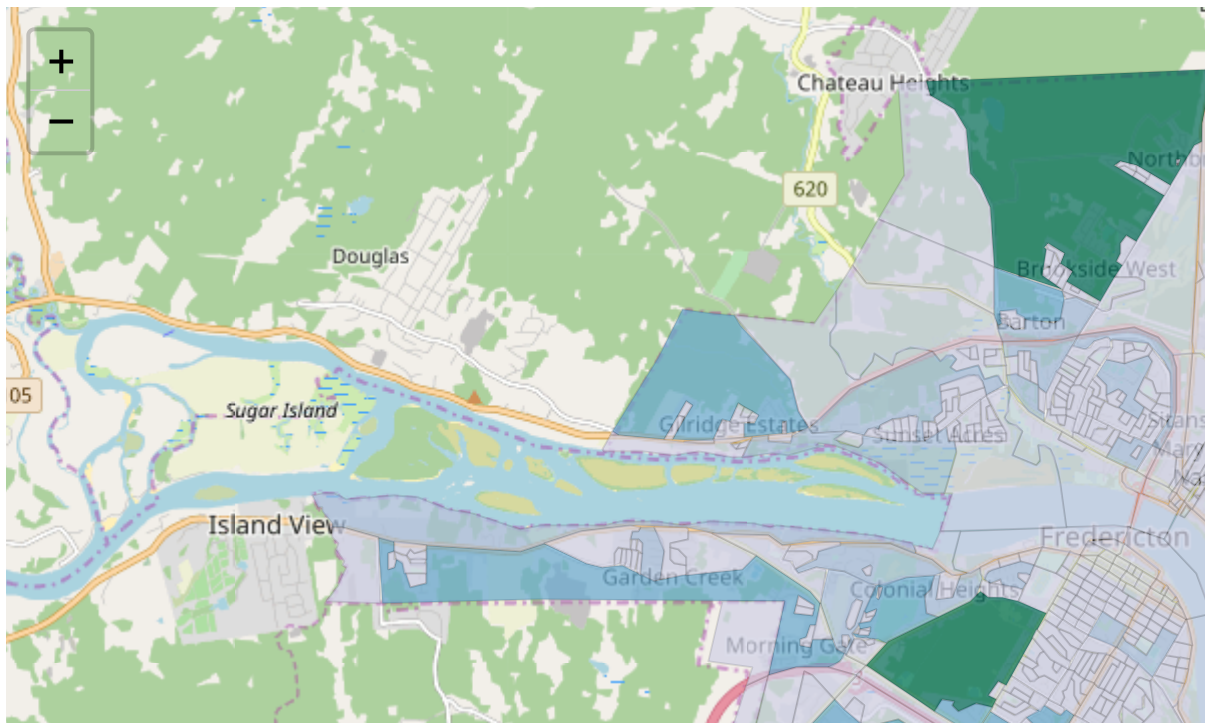 +
−
Chateau Heights
620
Douglas
Brookside West
Barton
05
Sugar Island
Gilridge Estates
Sunset Acres
Island View
Fredericton
Garden Creek
Colonial Heights
Morning Gate